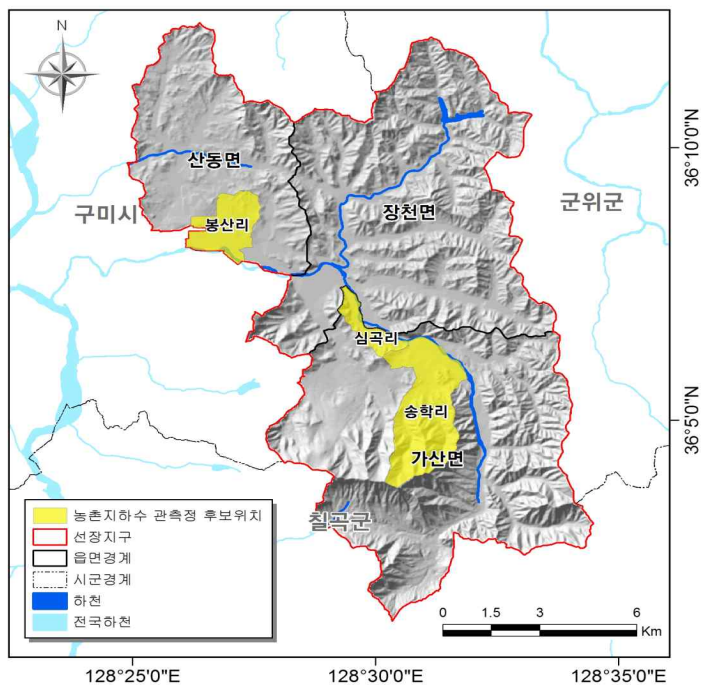 N
산동면
구미시
봉산리
장천면
군위군
심곡리
송학리
가산면
칠곡군
36°10'0"N
36°5'0"N
농촌지하수 관측정 후보위치
선장지구
읍면경계
시군경계
하천
전국하천
0 1.5 3 6
Km
128°25'0"E 128°30'0"E 128°35'0"E